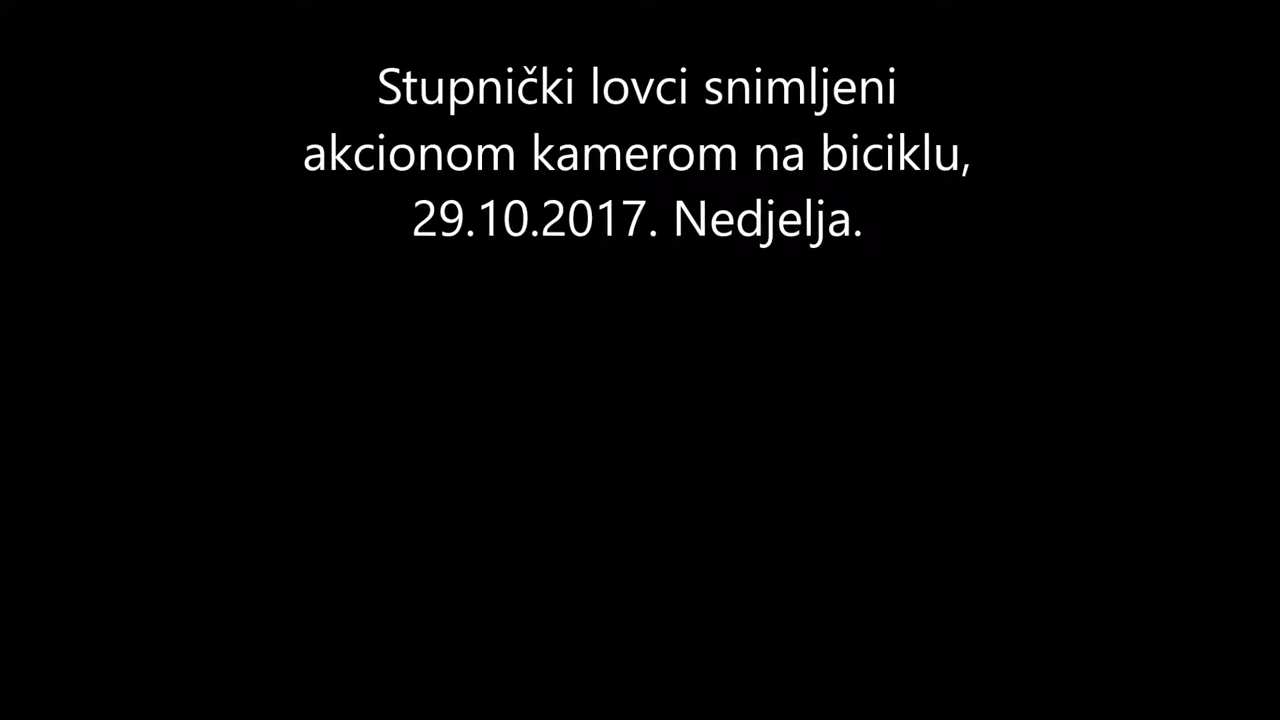 Stupnički lovci snimljeni
akcionom kamerom na biciklu,
29.10.2017. Nedjelja.